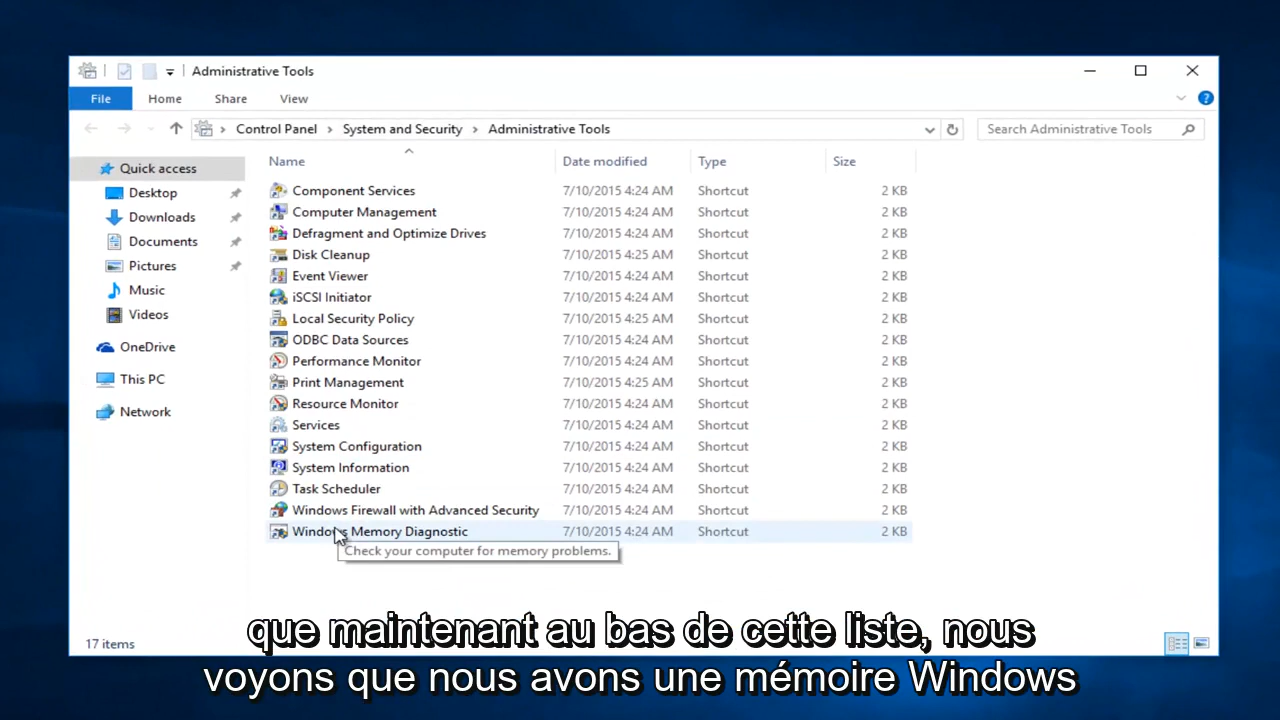 Administrative Tools
File Home Share View
Control Panel > System and Security > Administrative Tools
Search Administrative Tools
Name Date modified Type Size
Quick access
Desktop
Downloads
Documents
Pictures
Music
Videos
OneDrive
This PC
Network
Component Services 7/10/2015 4:24 AM Shortcut 2 KB
Computer Management 7/10/2015 4:24 AM Shortcut 2 KB
Defragment and Optimize Drives 7/10/2015 4:24 AM Shortcut 2 KB
Disk Cleanup 7/10/2015 4:25 AM Shortcut 2 KB
Event Viewer 7/10/2015 4:24 AM Shortcut 2 KB
iSCSI Initiator 7/10/2015 4:24 AM Shortcut 2 KB
Local Security Policy 7/10/2015 4:25 AM Shortcut 2 KB
ODBC Data Sources 7/10/2015 4:24 AM Shortcut 2 KB
Performance Monitor 7/10/2015 4:24 AM Shortcut 2 KB
Print Management 7/10/2015 4:25 AM Shortcut 2 KB
Resource Monitor 7/10/2015 4:24 AM Shortcut 2 KB
Services 7/10/2015 4:24 AM Shortcut 2 KB
System Configuration 7/10/2015 4:24 AM Shortcut 2 KB
System Information 7/10/2015 4:24 AM Shortcut 2 KB
Task Scheduler 7/10/2015 4:24 AM Shortcut 2 KB
Windows Firewall with Advanced Security 7/10/2015 4:24 AM Shortcut 2 KB
Windows Memory Diagnostic 7/10/2015 4:24 AM Shortcut 2 KB
Check your computer for memory problems.
17 items
que maintenant au bas de cette liste, nous
voyons que nous avons une mémoire Windows